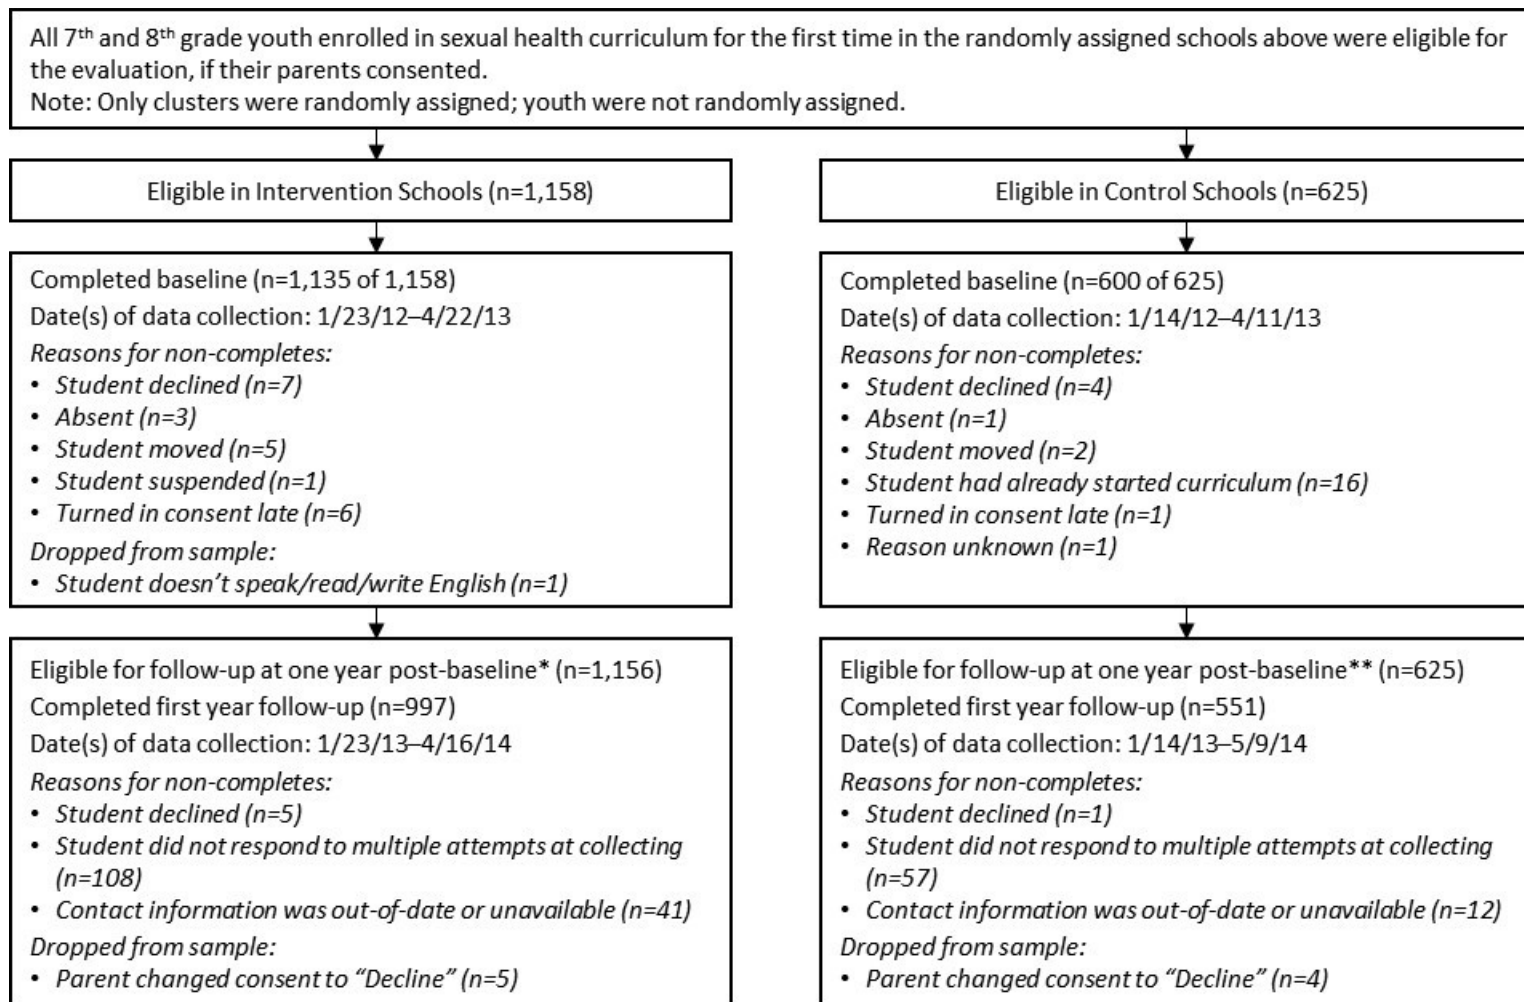 All 7th and 8th grade youth enrolled in sexual health curriculum for the first time in the randomly assigned schools above were eligible for
the evaluation, if their parents consented.
Note: Only clusters were randomly assigned; youth were not randomly assigned.
Eligible in Intervention Schools (n=1,158)
Completed baseline (n=1,135 of 1,158)
Date(s) of data collection: 1/23/12–4/22/13
Reasons for non-completes:
• Student declined (n=7)
• Absent (n=3)
• Student moved (n=5)
• Student suspended (n=1)
• Turned in consent late (n=6)
Dropped from sample:
• Student doesn’t speak/read/write English (n=1)
Eligible for follow-up at one year post-baseline* (n=1,156)
Completed first year follow-up (n=997)
Date(s) of data collection: 1/23/13–4/16/14
Reasons for non-completes:
• Student declined (n=5)
• Student did not respond to multiple attempts at collecting
(n=108)
• Contact information was out-of-date or unavailable (n=41)
Dropped from sample:
• Parent changed consent to “Decline” (n=5)
Eligible in Control Schools (n=625)
Completed baseline (n=600 of 625)
Date(s) of data collection: 1/14/12–4/11/13
Reasons for non-completes:
• Student declined (n=4)
• Absent (n=1)
• Student moved (n=2)
• Student had already started curriculum (n=16)
• Turned in consent late (n=1)
• Reason unknown (n=1)
Eligible for follow-up at one year post-baseline** (n=625)
Completed first year follow-up (n=551)
Date(s) of data collection: 1/14/13–5/9/14
Reasons for non-completes:
• Student declined (n=1)
• Student did not respond to multiple attempts at collecting
(n=57)
• Contact information was out-of-date or unavailable (n=12)
Dropped from sample:
• Parent changed consent to “Decline” (n=4)